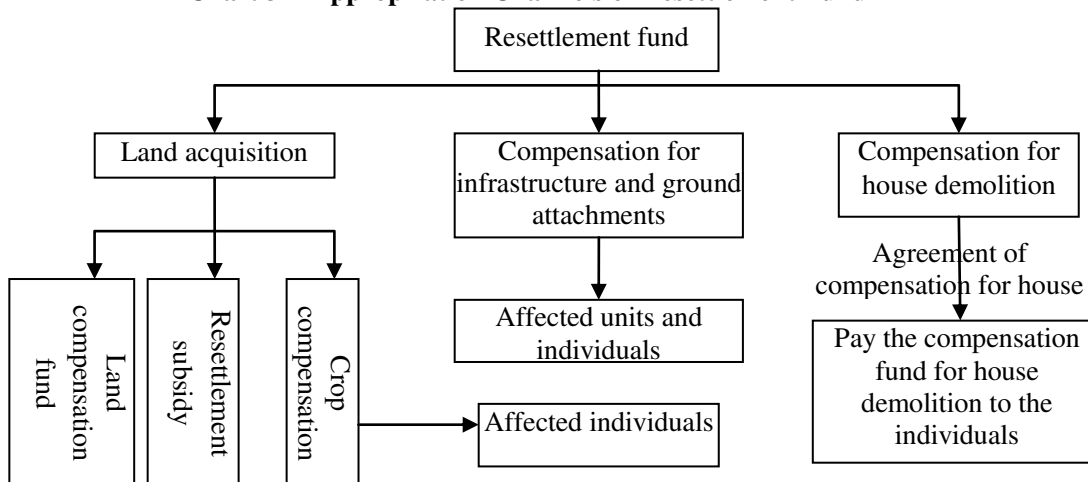 Resettlement fund
Land acquisition
Compensation for
infrastructure and ground
attachments
Compensation for
house demolition
Agreement of
compensation for house
Land
compensation
fund
Resettlement
subsidy
Crop
compensation
Affected units and
individuals
Affected individuals
Pay the compensation
fund for house
demolition to the
individuals